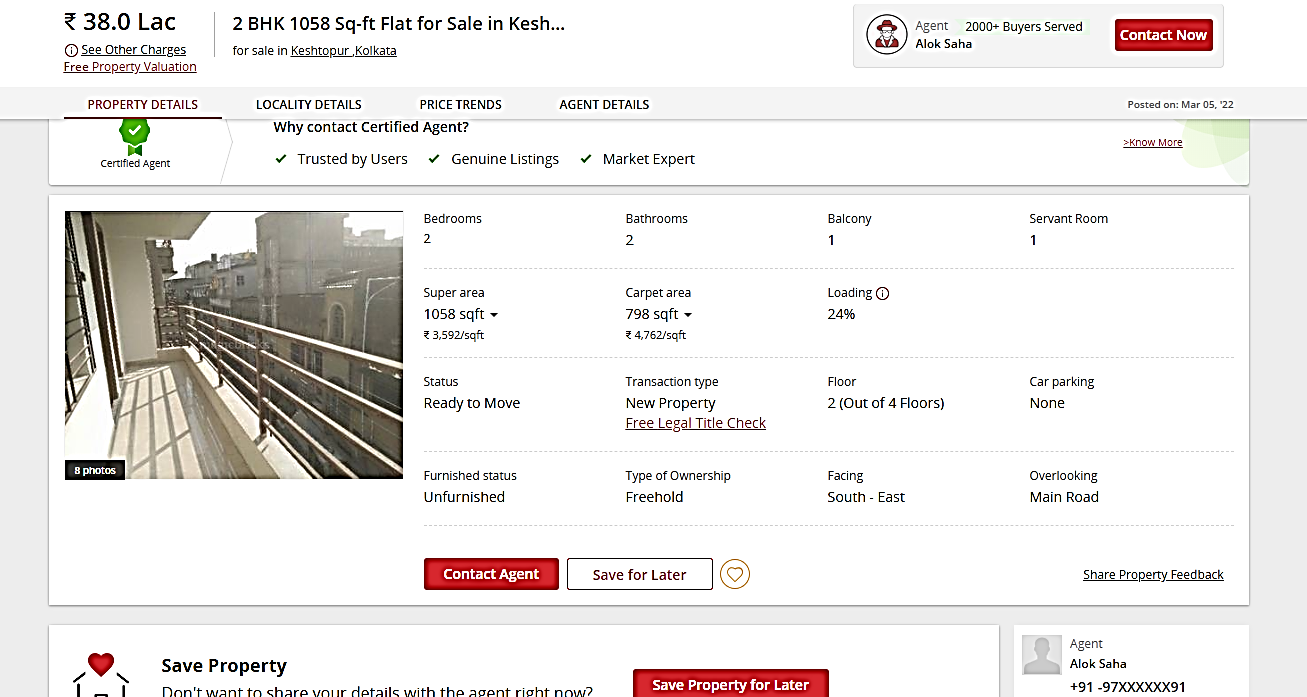 ₹ 38.0 Lac
See Other Charges
Free Property Valuation
2 BHK 1058 Sq-ft Flat for Sale in Kesh...
for sale in Keshtopur ,Kolkata
Agent 2000+ Buyers Served
Alok Saha
Contact Now
PROPERTY DETAILS LOCALITY DETAILS PRICE TRENDS AGENT DETAILS
Posted on: Mar 05, '22
Certified Agent
Why contact Certified Agent?
Trusted by Users Genuine Listings Market Expert
>Know More
8 photos
Bedrooms Bathrooms Balcony Servant Room
2 2 1 1
Super area Carpet area Loading
1058 sqft 798 sqft 24%
₹ 3,592/sqft ₹ 4,762/sqft
Status Transaction type Floor Car parking
Ready to Move New Property 2 (Out of 4 Floors) None
Free Legal Title Check
Furnished status Type of Ownership Facing Overlooking
Unfurnished Freehold South - East Main Road
Contact Agent Save for Later Share Property Feedback
Save Property
Don't want to share your details with the agent right now?
Save Property for Later
Agent
Alok Saha
+91 -97XXXXXX91